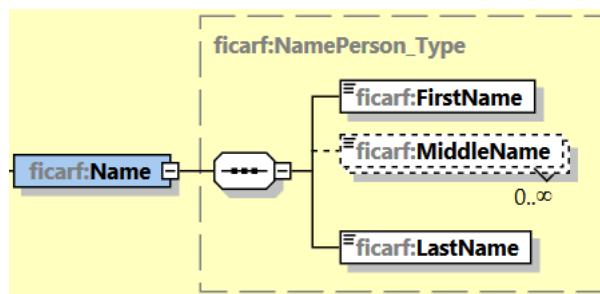 ficarf:NamePerson_Type
ficarf:FirstName
ficarf:MiddleName
ficarf:Name
0..∞
ficarf:LastName